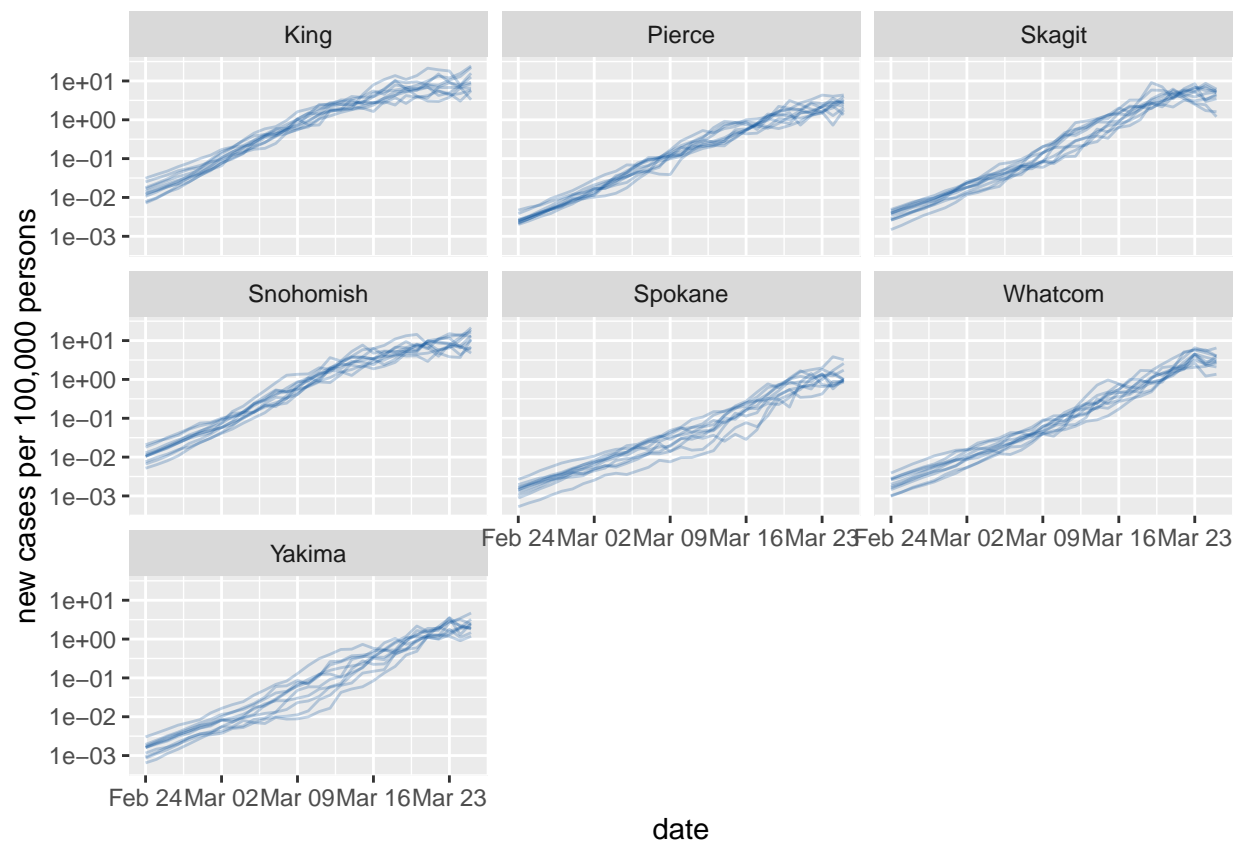 King
Pierce
Skagit
1e+01
1e+00
1e−01
1e−02
1e−03
Snohomish
Spokane
Whatcom
1e+01
1e+00
1e−01
1e−02
1e−03
Feb 24 Mar 02 Mar 09 Mar 16 Mar 23
Feb 24 Mar 02 Mar 09 Mar 16 Mar 23
Yakima
1e+01
1e+00
1e−01
1e−02
1e−03
Feb 24 Mar 02 Mar 09 Mar 16 Mar 23
date
new cases per 100,000 persons